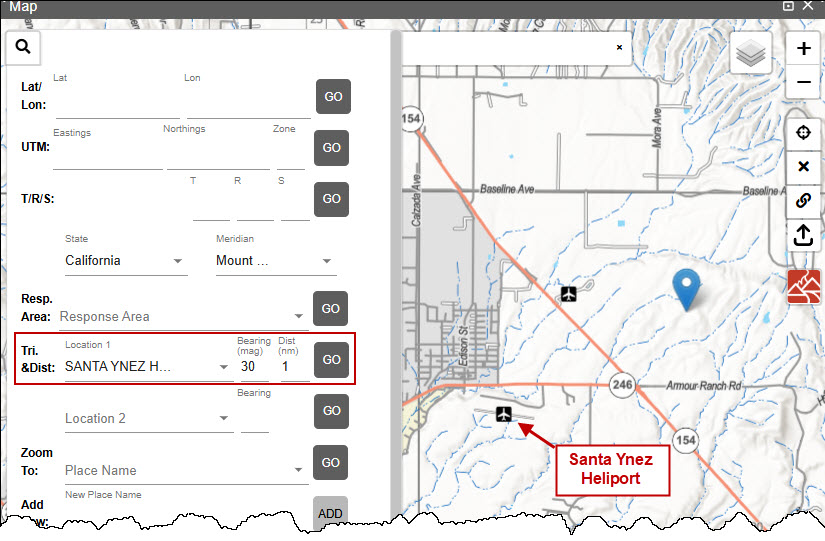 Map
Lat/
Lon:
Lat
Lon
GO
UTM:
Eastings
Northings
Zone
GO
T/R/S:
T
R
S
GO
State
California
Meridian
Mount ...
Resp.
Area:
Response Area
GO
Tri.
&Dist:
Location 1
SANTA YNEZ H...
Bearing
(mag)
30
Dist
(nm)
1
GO
Location 2
Bearing
GO
Zoom
To:
Place Name
GO
Add
New Place Name
ADD
154
Mora Ave
Calzada Ave
Baseline Ave
Baseline A
Edison St
246
Armour Ranch Rd
154
Santa Ynez
Heliport